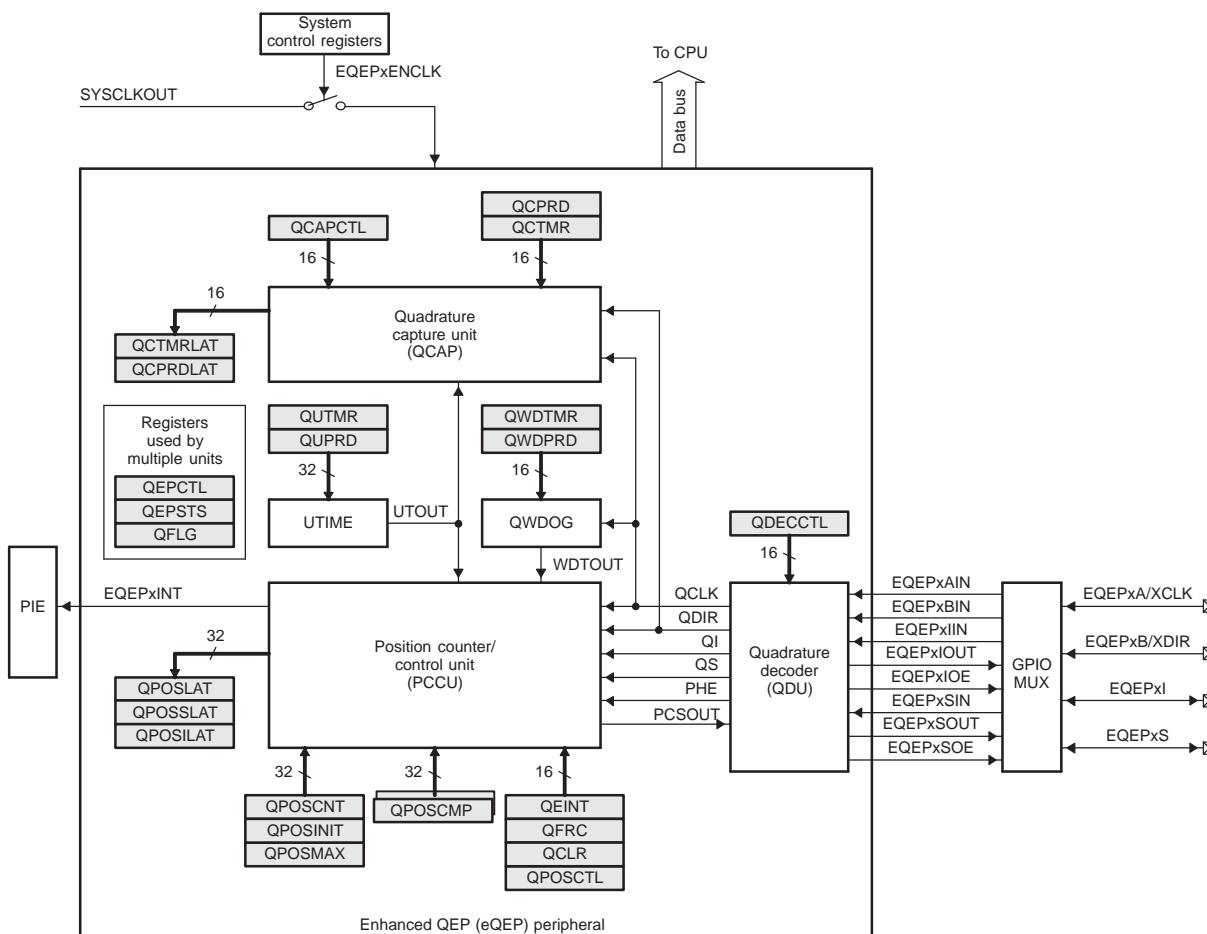 System
control registers
To CPU
EQEPxENCLK
SYSCLKOUT
Data bus
QCPRD
QCAPCTL
QCTMR
16
16
16
Quadrature
capture unit
(QCAP)
QCTMRLAT
QCPRDLAT
Registers
used by
multiple units
QEPCTL
QEPSTS
QFLG
QUTMR
QUPRD
32
QWDTMR
QWDPRD
16
UTIME
UTOUT
QWDOG
WDTOUT
QDECCTL
16
PIE
EQEPxINT
32
Position counter/
control unit
(PCCU)
QCLK
QDIR
QI
QS
PHE
PCSOUT
Quadrature
decoder
(QDU)
EQEPxAIN
EQEPxBIN
EQEPxIIN
EQEPxIOUT
EQEPxIOE
EQEPxSIN
EQEPxSOUT
EQEPxSOE
GPIO
MUX
EQEPxA/XCLK
EQEPxB/XDIR
EQEPxI
EQEPxS
QPOSLAT
QPOSSLAT
QPOSILAT
32
32
16
QPOSCNT
QPOSINIT
QPOSMAX
QPOSCMP
QEINT
QFRC
QCLR
QPOSCTL
Enhanced QEP (eQEP) peripheral